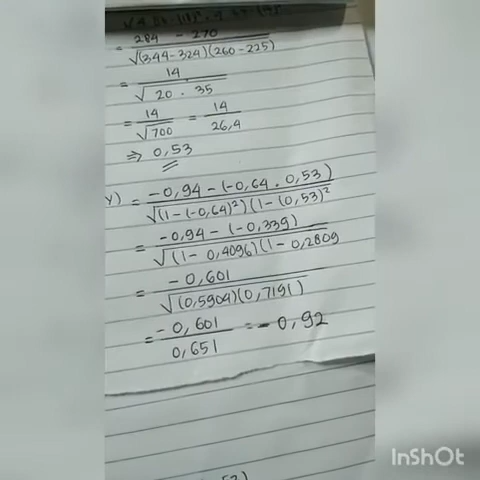 = 284 - 270
√(344-324)(260-225)
= 14
√ 20 . 35
= 14 = 14
√700 26,4
⇒ 0,53
Y) = -0,94 - (-0,64 . 0,53)
√(1-(-0,64)²)(1-(0,53)²
= -0,94 - (-0,339)
√(1- 0,4096)(1-0,2809
= -0,601
√(0,5904)(0,7191)
= -0,601 = -0,92
0,651
InShOt